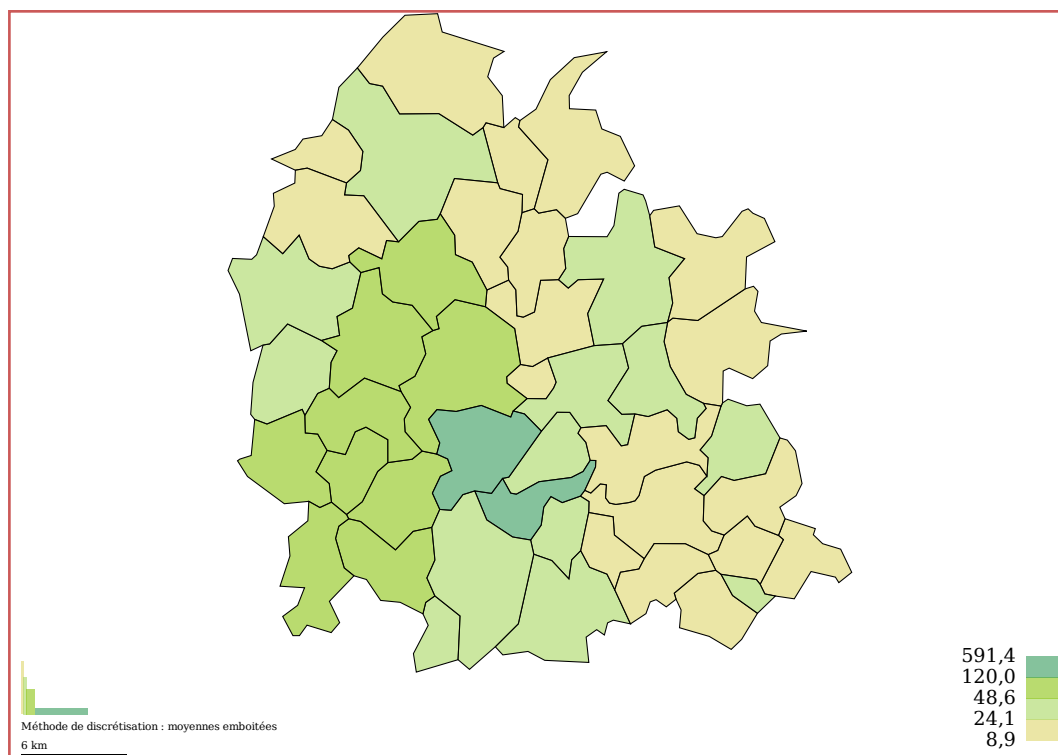 591,4
120,0
48,6
24,1
8,9
Méthode de discrétisation : moyennes emboitées
6 km